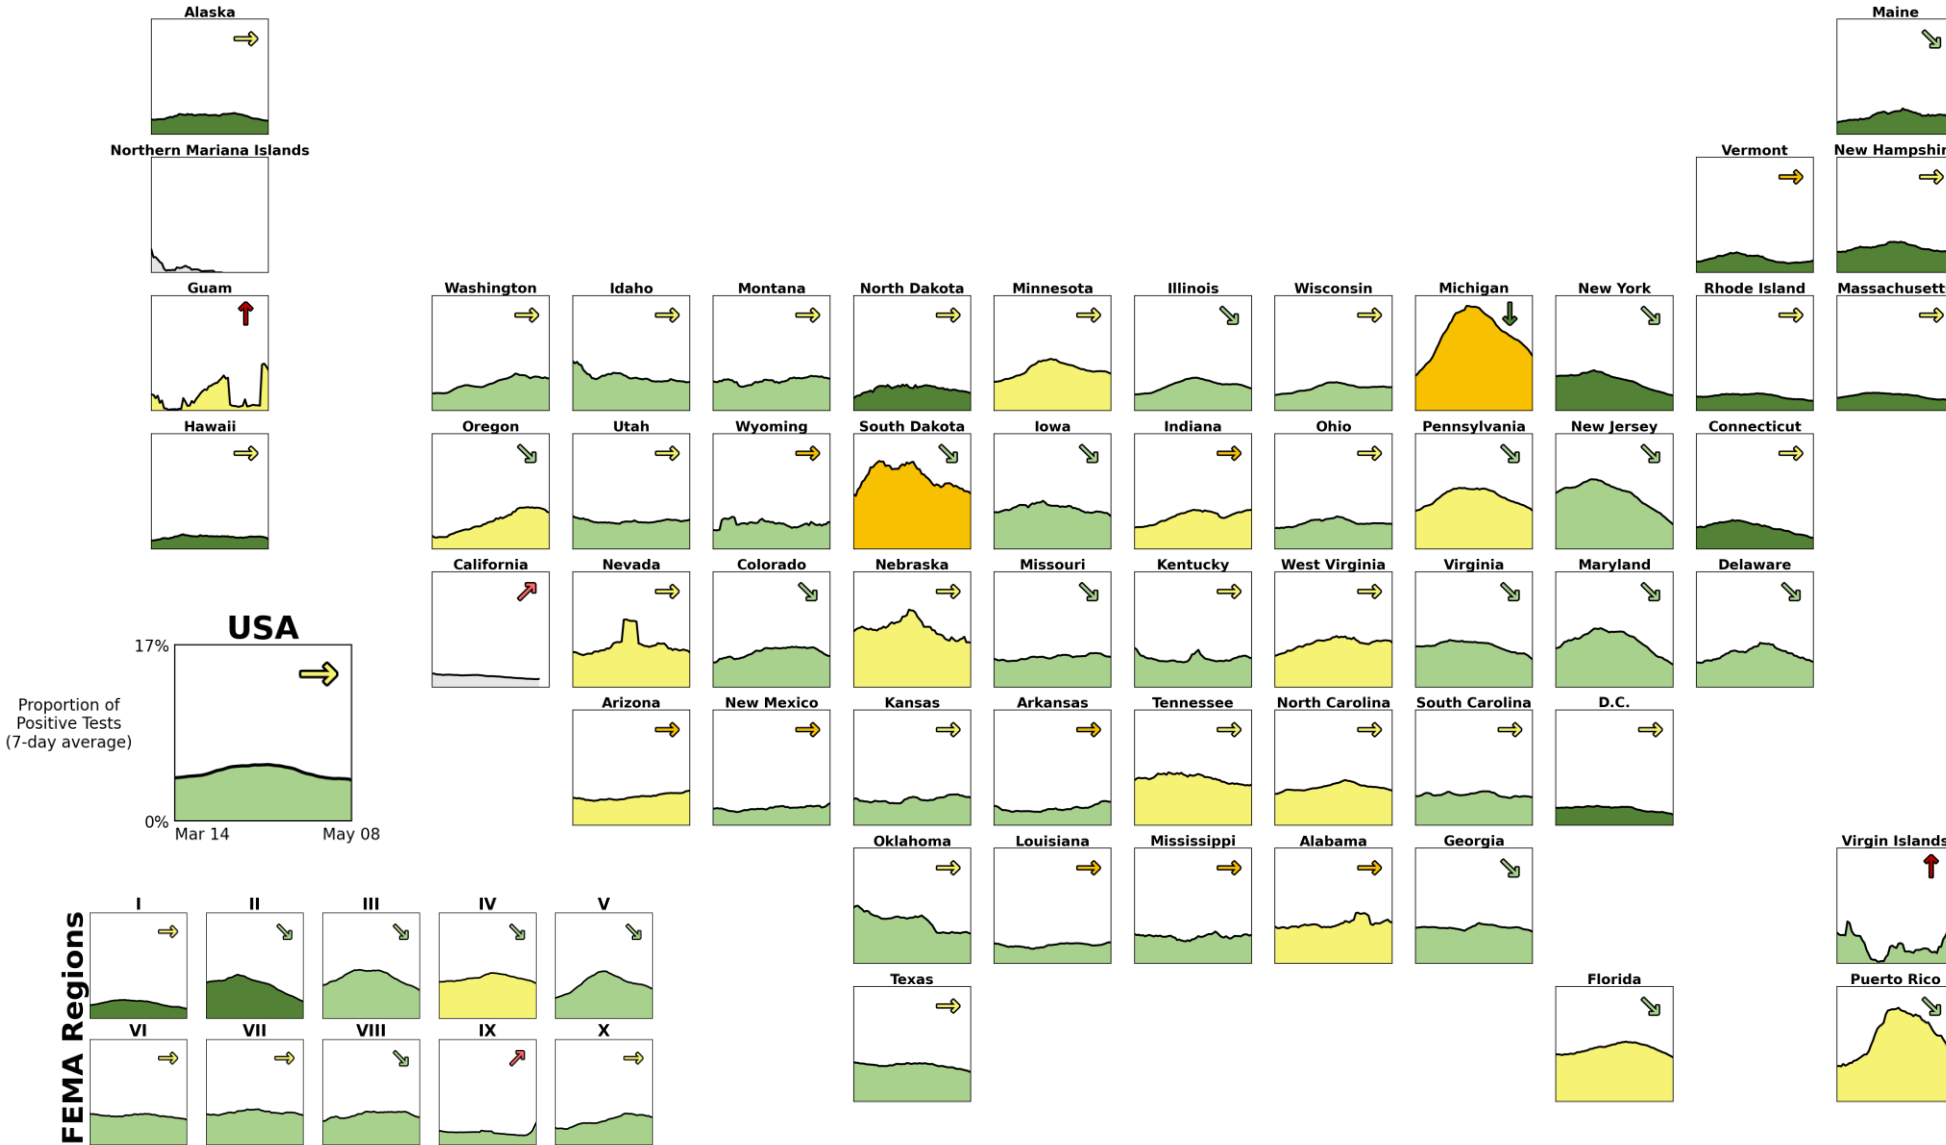 Alaska
Maine
Northern Mariana Islands
Vermont
New Hampshir
Guam
Washington
Idaho
Montana
North Dakota
Minnesota
Illinois
Wisconsin
Michigan
New York
Rhode Island
Massachusett
Hawaii
Oregon
Utah
Wyoming
South Dakota
Iowa
Indiana
Ohio
Pennsylvania
New Jersey
Connecticut
California
Nevada
Colorado
Nebraska
Missouri
Kentucky
West Virginia
Virginia
Maryland
Delaware
USA
17%
Proportion of
Positive Tests
(7-day average)
0%
Mar 14
May 08
Arizona
New Mexico
Kansas
Arkansas
Tennessee
North Carolina
South Carolina
D.C.
Oklahoma
Louisiana
Mississippi
Alabama
Georgia
Virgin Islands
Texas
Florida
Puerto Rico
FEMA Regions
I
II
III
IV
V
VI
VII
VIII
IX
X